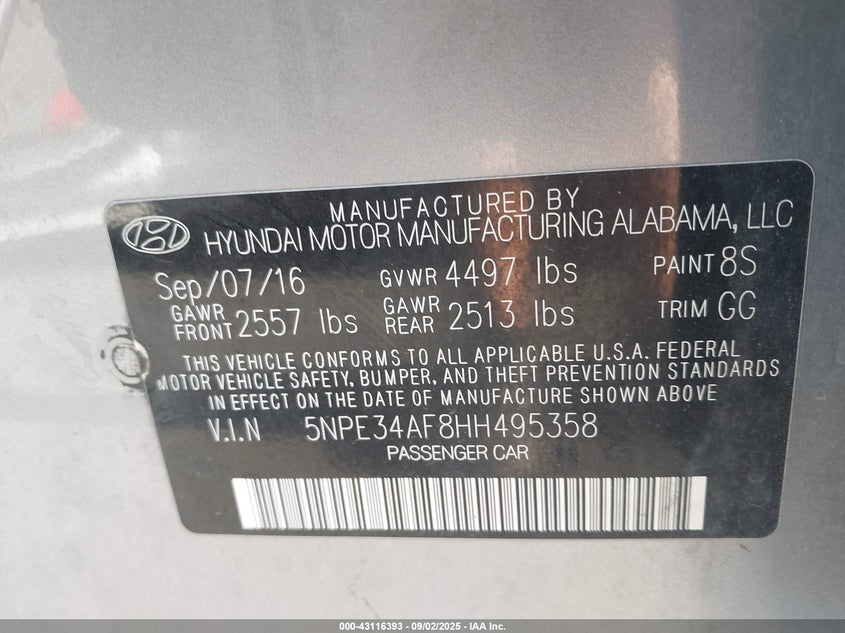 MANUFACTURED BY
HYUNDAI MOTOR MANUFACTURING ALABAMA, LLC
Sep/07/16 GVWR 4497 lbs PAINT 8S
GAWR FRONT 2557 lbs GAWR REAR 2513 lbs TRIM GG
THIS VEHICLE CONFORMS TO ALL APPLICABLE U.S.A. FEDERAL
MOTOR VEHICLE SAFETY, BUMPER, AND THEFT PREVENTION STANDARDS
IN EFFECT ON THE DATE OF MANUFACTURE SHOWN ABOVE
V.I.N 5NPE34AF8HH495358
PASSENGER CAR
000-43116393 - 09/02/2025 - IAA Inc.